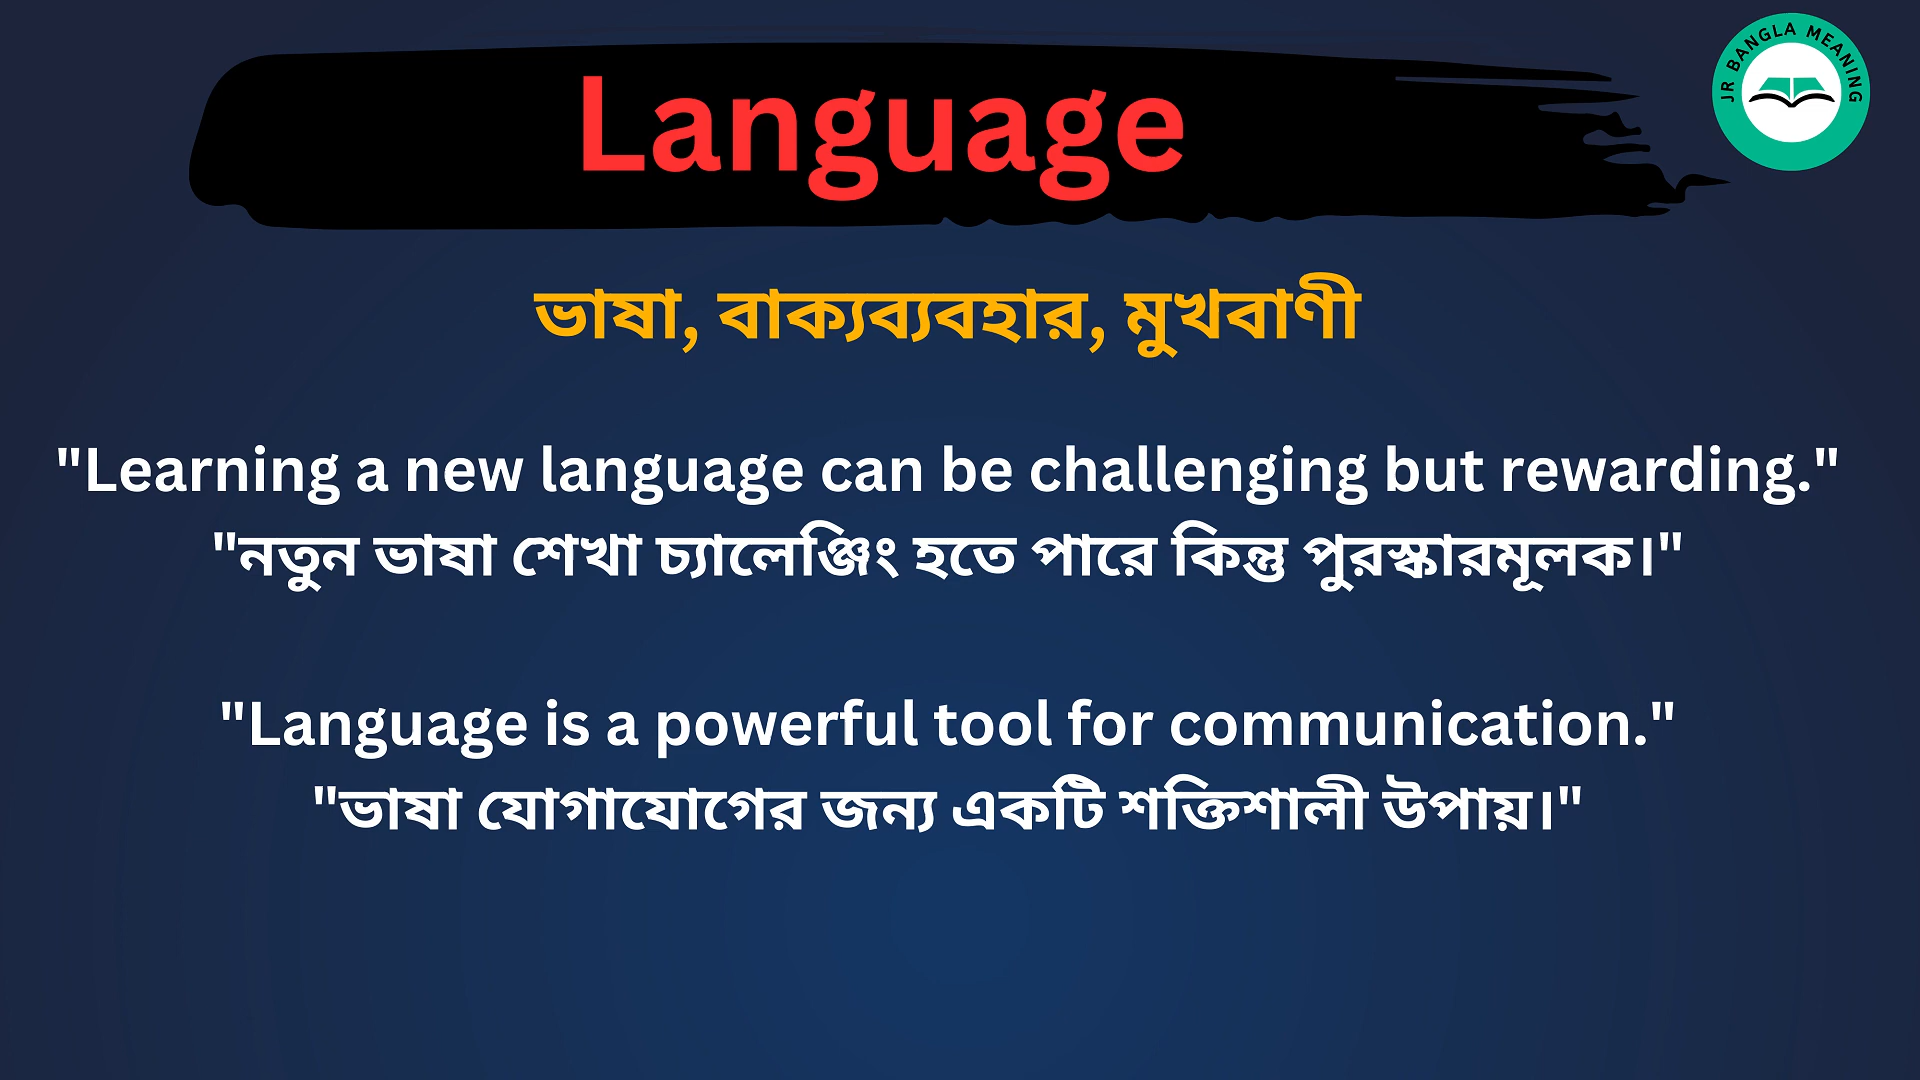 Language
JR BANGLA MEANING
ভাষা, বাক্যব্যবহার, মুখবাণী
"Learning a new language can be challenging but rewarding."
"নতুন ভাষা শেখা চ্যালেঞ্জিং হতে পারে কিন্তু পুরস্কারমূলক।"
"Language is a powerful tool for communication."
"ভাষা যোগাযোগের জন্য একটি শক্তিশালী উপায়।"